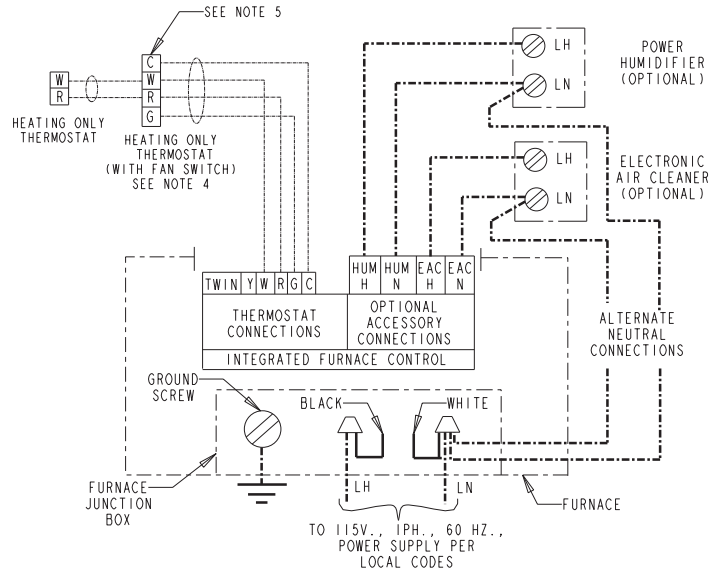 SEE NOTE 5
C
W
R
G
W
R
HEATING ONLY
THERMOSTAT
HEATING ONLY
THERMOSTAT
(WITH FAN SWITCH)
SEE NOTE 4
LH
LN
POWER
HUMIDIFIER
(OPTIONAL)
LH
LN
ELECTRONIC
AIR CLEANER
(OPTIONAL)
TWIN Y W R G C
HUM H
HUM N
EAC H
EAC N
THERMOSTAT
CONNECTIONS
OPTIONAL
ACCESSORY
CONNECTIONS
INTEGRATED FURNACE CONTROL
ALTERNATE
NEUTRAL
CONNECTIONS
GROUND
SCREW
BLACK
WHITE
FURNACE
JUNCTION
BOX
LH
LN
FURNACE
TO 115V., 1PH., 60 HZ.,
POWER SUPPLY PER
LOCAL CODES